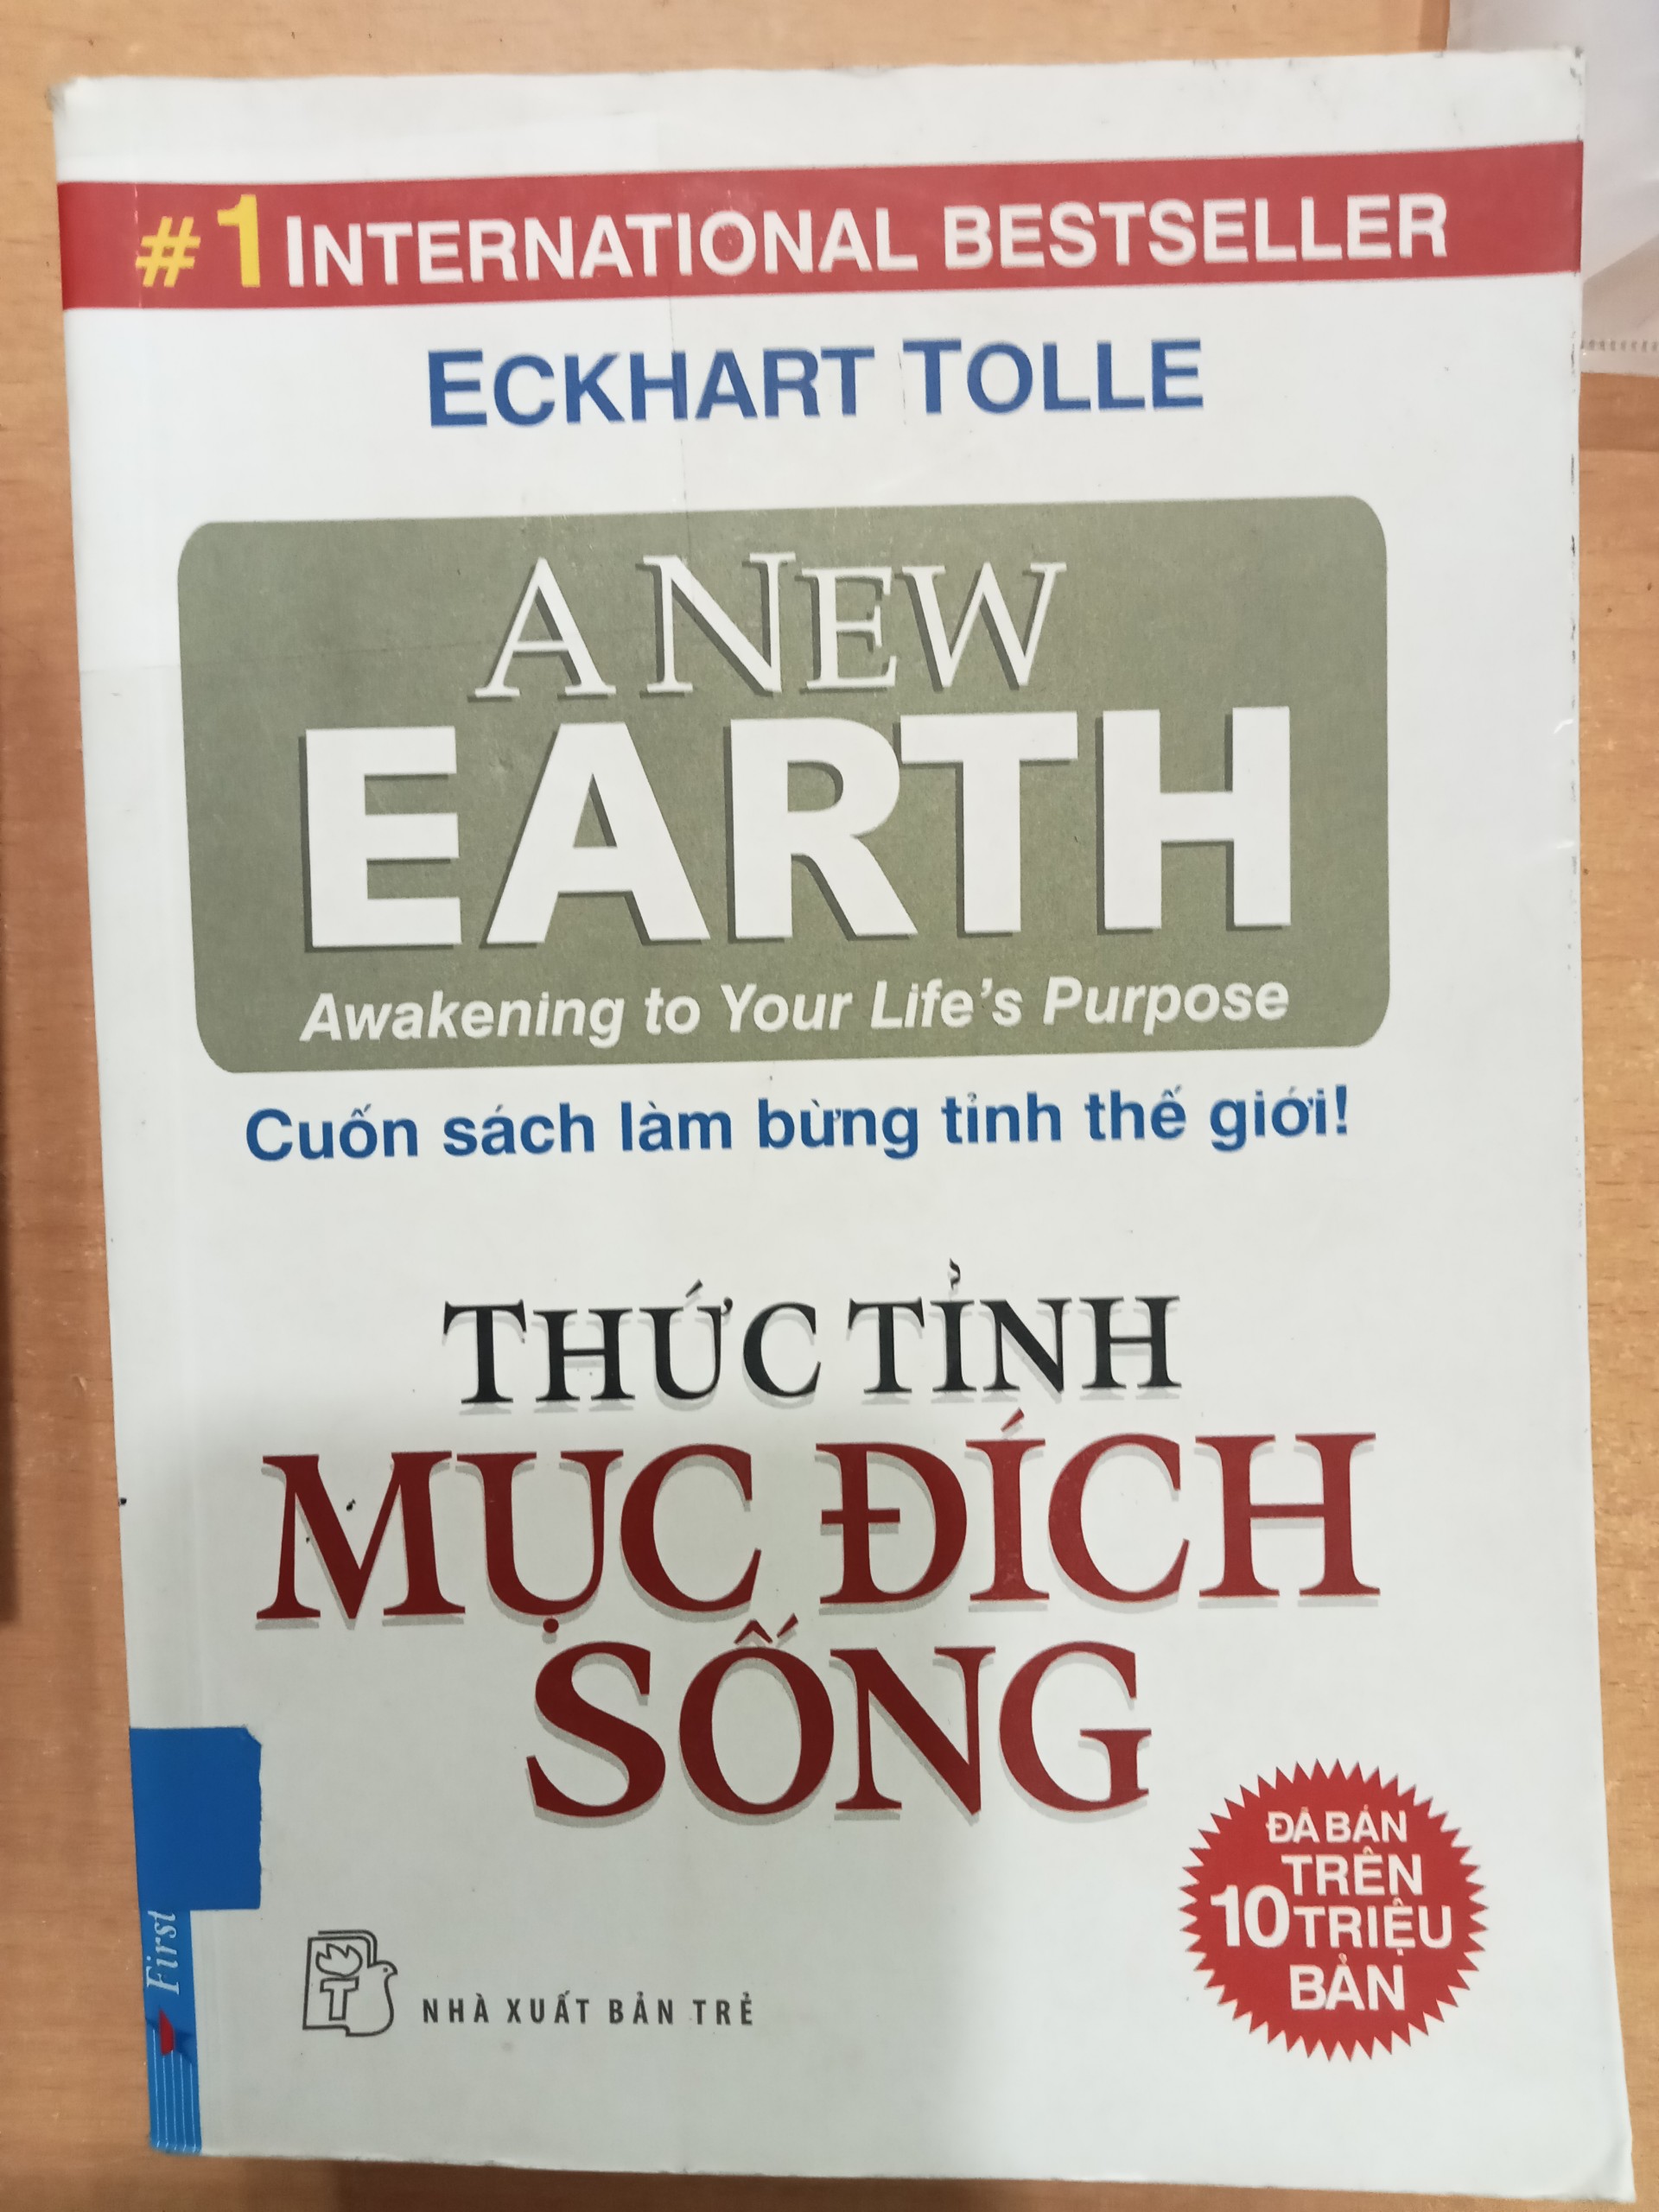 #1 INTERNATIONAL BESTSELLER
ECKHART TOLLE
A NEW
EARTH
Awakening to Your Life's Purpose
Cuốn sách làm bừng tỉnh thế giới!
THỨC TỈNH
MỤC ĐÍCH
SỐNG
ĐÃ BÁN
TRÊN
10 TRIỆU
BẢN
First
T
NHÀ XUẤT BẢN TRẺ